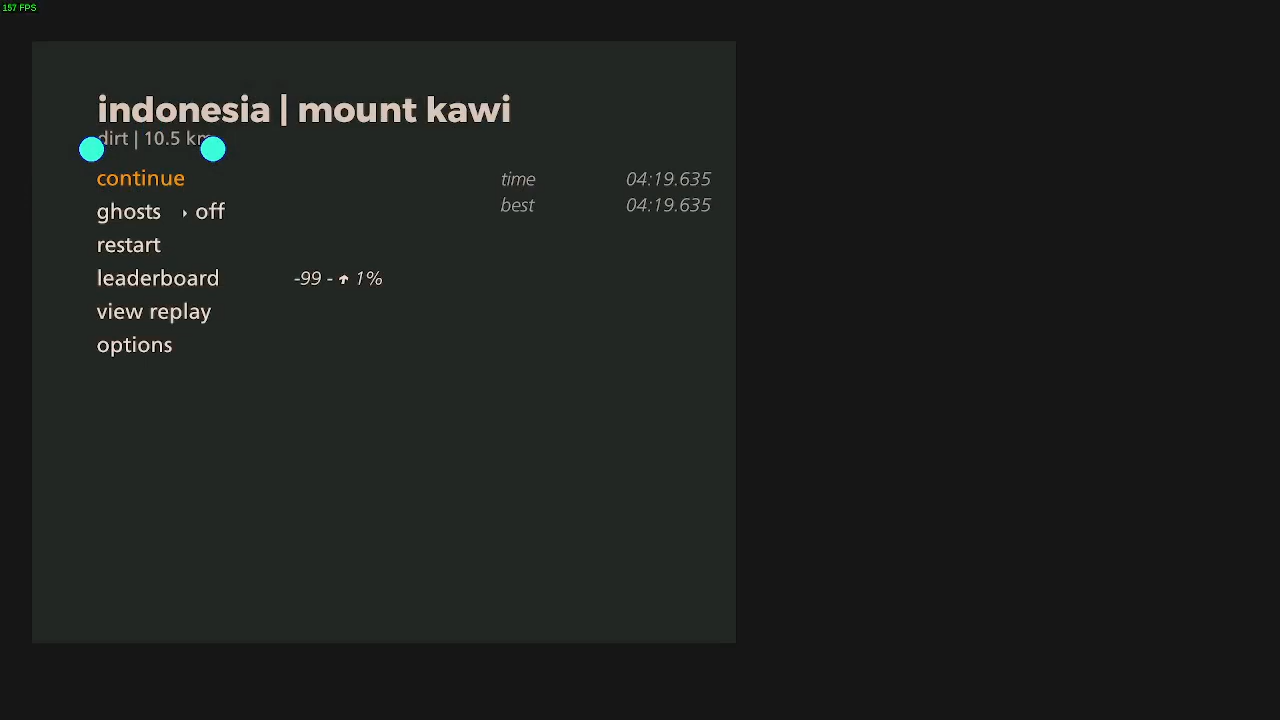 157 FPS
indonesia | mount kawi
dirt | 10.5 km
continue
time 04:19.635
ghosts ‣ off
best 04:19.635
restart
leaderboard -99 - ↑ 1%
view replay
options